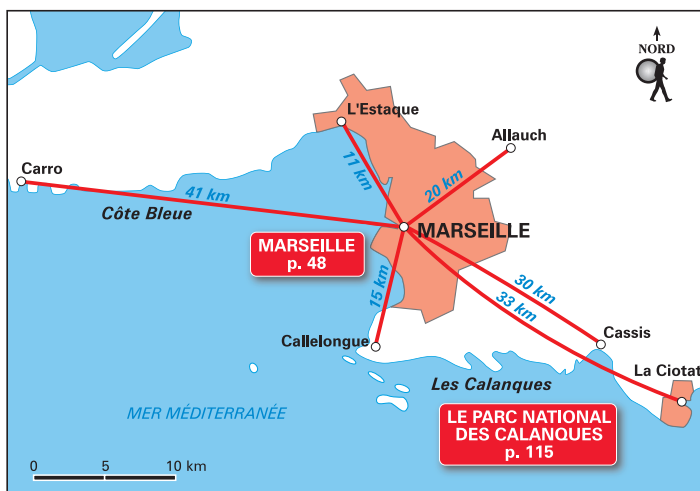 NORD
L'Estaque
Allauch
Carro
11 km
20 km
41 km
Côte Bleue
MARSEILLE
MARSEILLE
p. 48
15 km
30 km
33 km
Callelongue
Cassis
La Ciotat
Les Calanques
MER MÉDITERRANÉE
LE PARC NATIONAL
DES CALANQUES
p. 115
0 5 10 km